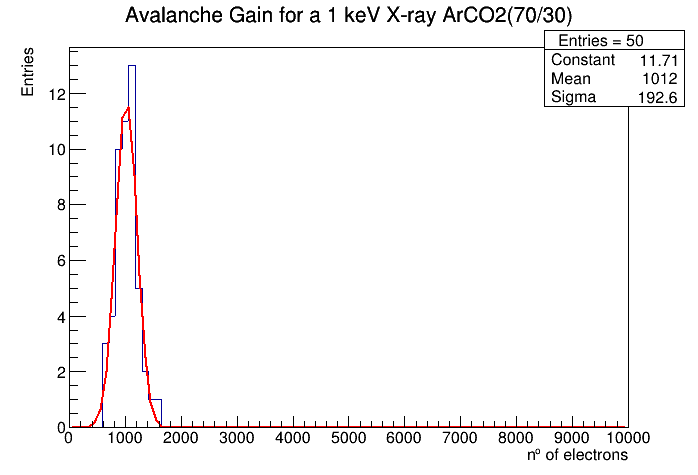 Avalanche Gain for a 1 keV X-ray ArCO2(70/30)
Entries = 50
Constant 11.71
Mean 1012
Sigma 192.6
Entries
12
10
8
6
4
2
0
0 1000 2000 3000 4000 5000 6000 7000 8000 9000 10000
nº of electrons